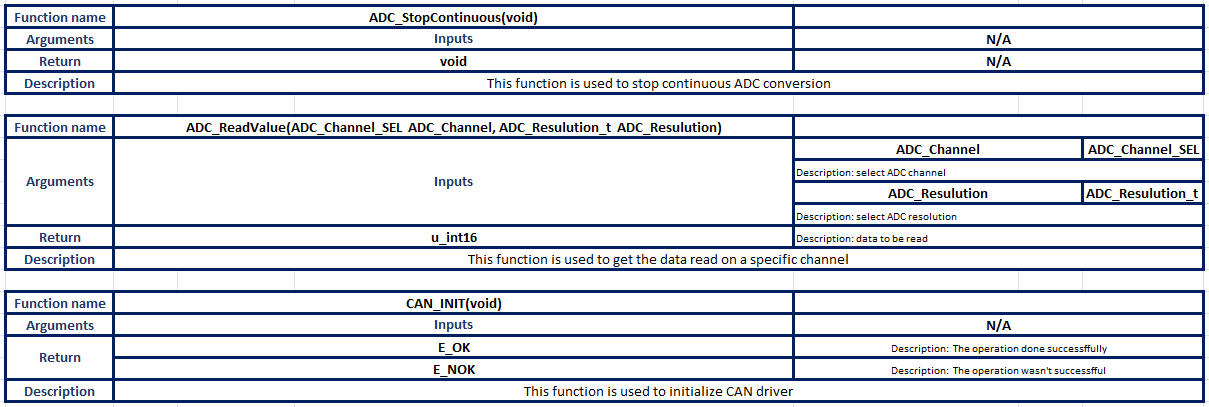 Function name ADC_StopContinuous(void)
Arguments Inputs N/A
Return void N/A
Description This function is used to stop continuous ADC conversion
Function name ADC_ReadValue(ADC_Channel_SEL ADC_Channel, ADC_Resulution_t ADC_Resulution)
ADC_Channel ADC_Channel_SEL
Description: select ADC channel
Arguments Inputs
ADC_Resulution ADC_Resulution_t
Description: select ADC resolution
Return u_int16 Description: data to be read
Description This function is used to get the data read on a specific channel
Function name CAN_INIT(void)
Arguments Inputs N/A
Return
E_OK Description: The operation done successffully
E_NOK Description: The operation wasn't successfful
Description This function is used to initialize CAN driver